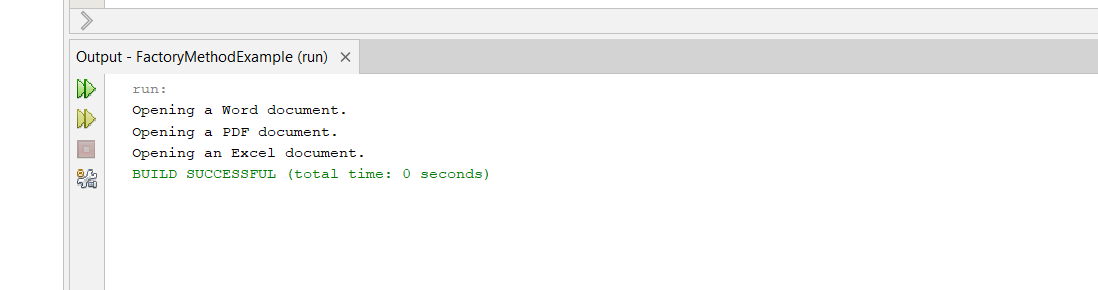 Output - FactoryMethodExample (run)
run:
Opening a Word document.
Opening a PDF document.
Opening an Excel document.
BUILD SUCCESSFUL (total time: 0 seconds)